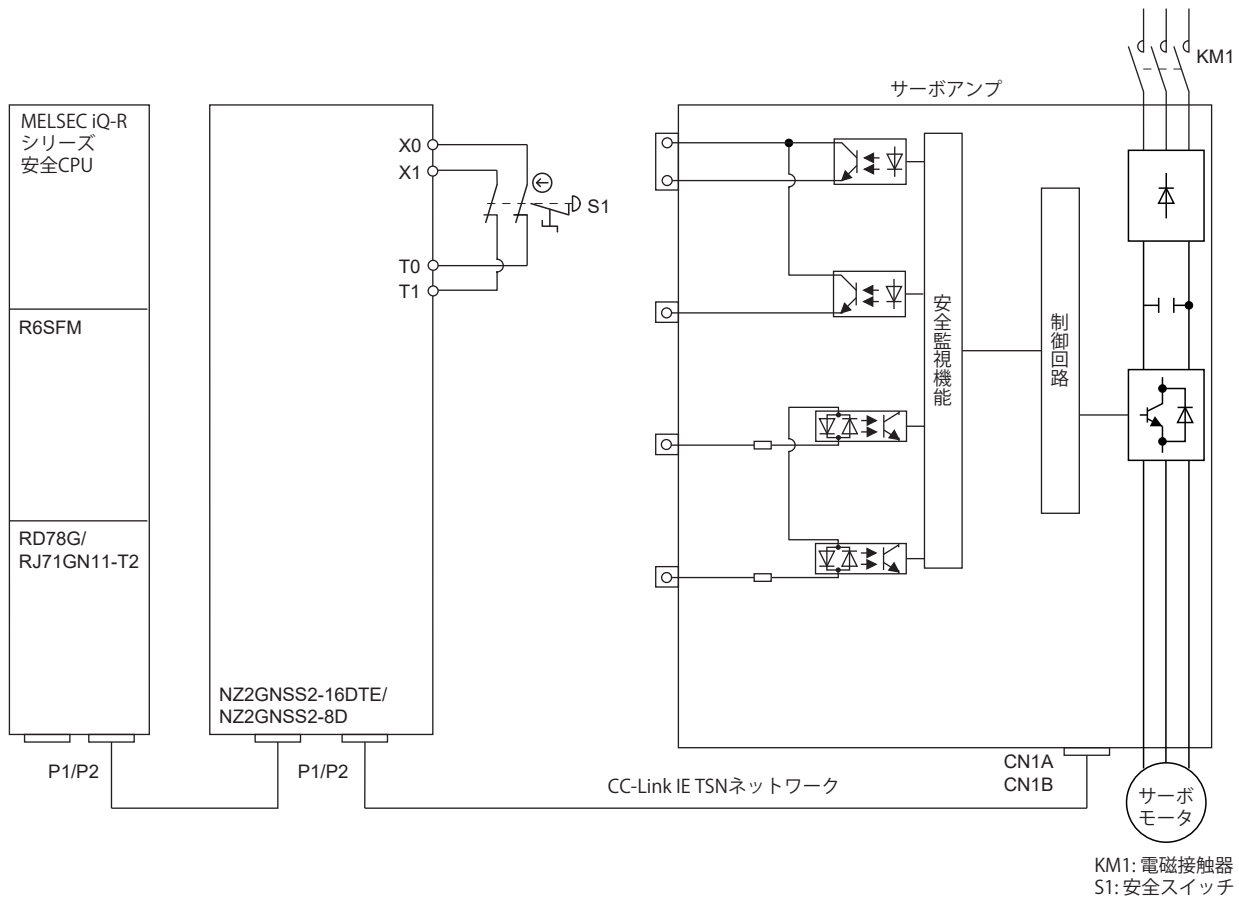 KM1
サーボアンプ
MELSEC iQ-R
シリーズ
安全CPU
X0
X1
S1
T0
T1
R6SFM
安全監視機能
制御回路
RD78G/
RJ71GN11-T2
NZ2GNSS2-16DTE/
NZ2GNSS2-8D
P1/P2
P1/P2
CN1A
CN1B
CC-Link IE TSNネットワーク
サーボ
モータ
KM1: 電磁接触器
S1: 安全スイッチ